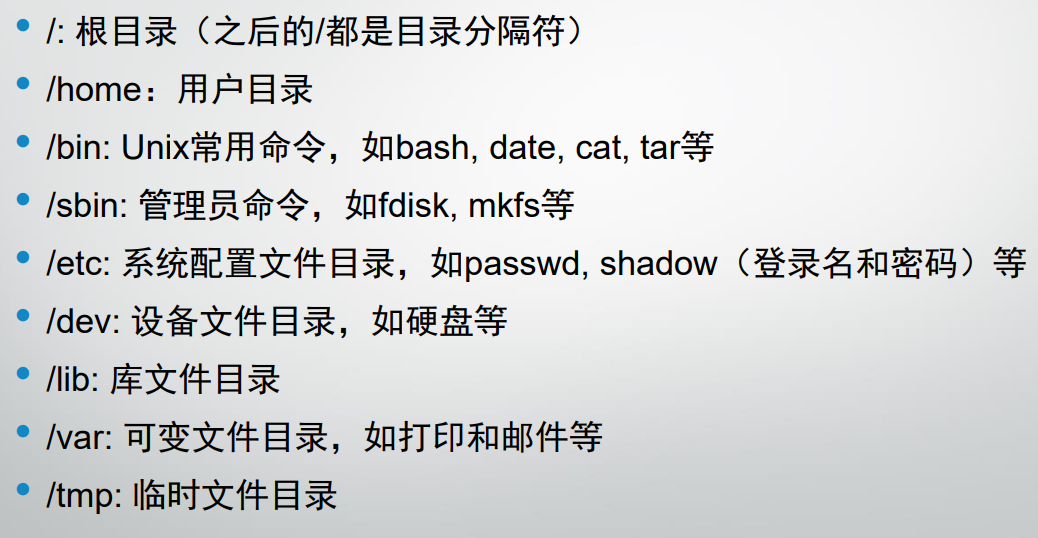 • /: 根目录（之后的/都是目录分隔符）
• /home：用户目录
• /bin: Unix常用命令，如bash, date, cat, tar等
• /sbin: 管理员命令，如fdisk, mkfs等
• /etc: 系统配置文件目录，如passwd, shadow（登录名和密码）等
• /dev: 设备文件目录，如硬盘等
• /lib: 库文件目录
• /var: 可变文件目录，如打印和邮件等
• /tmp: 临时文件目录